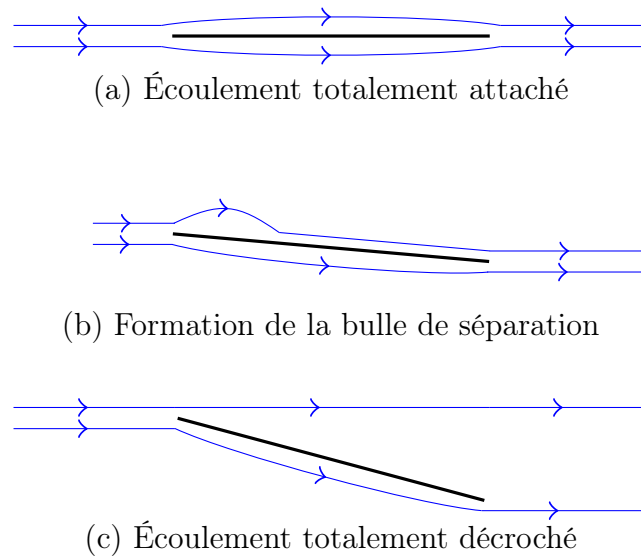 (a) Écoulement totalement attaché
(b) Formation de la bulle de séparation
(c) Écoulement totalement décroché